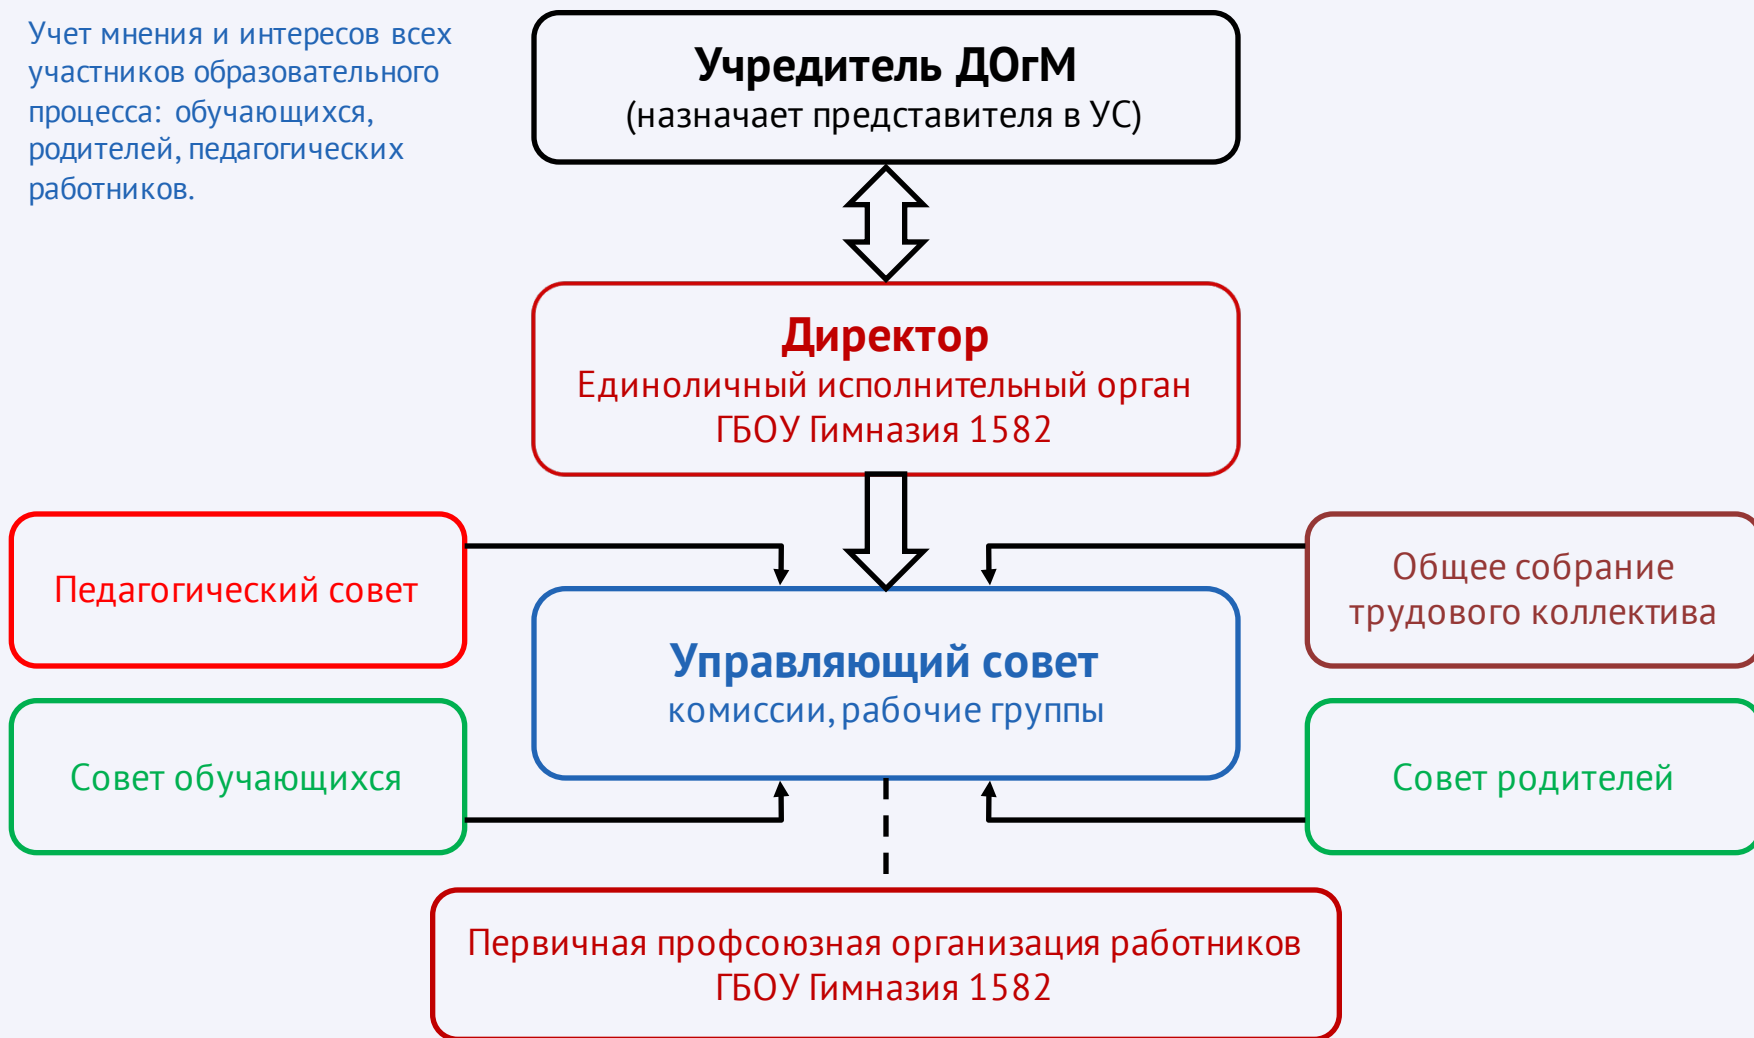 Учет мнения и интересов всех
участников образовательного
процесса: обучающихся,
родителей, педагогических
работников.
Учредитель ДОгМ
(назначает представителя в УС)
Директор
Единоличный исполнительный орган
ГБОУ Гимназия 1582
Педагогический совет
Общее собрание
трудового коллектива
Управляющий совет
комиссии, рабочие группы
Совет обучающихся
Совет родителей
Первичная профсоюзная организация работников
ГБОУ Гимназия 1582